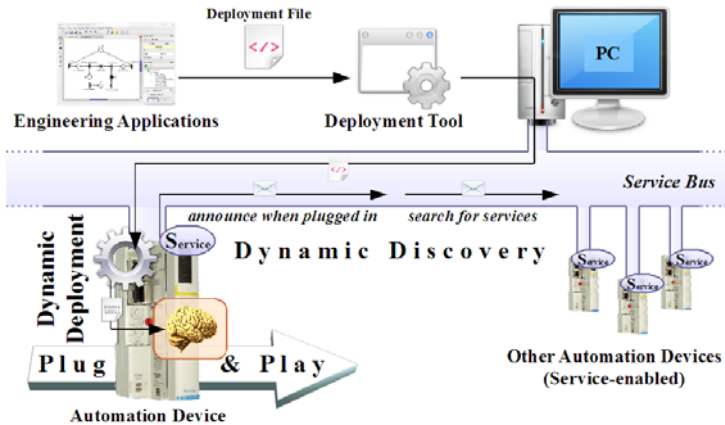 Deployment File
</>
PC
Engineering Applications
Deployment Tool
</>
Service Bus
announce when plugged in
search for services
Service
Dynamic Discovery
Service
Service
Service
Dynamic
Deployment
Plug & Play
Other Automation Devices
(Service-enabled)
Automation Device